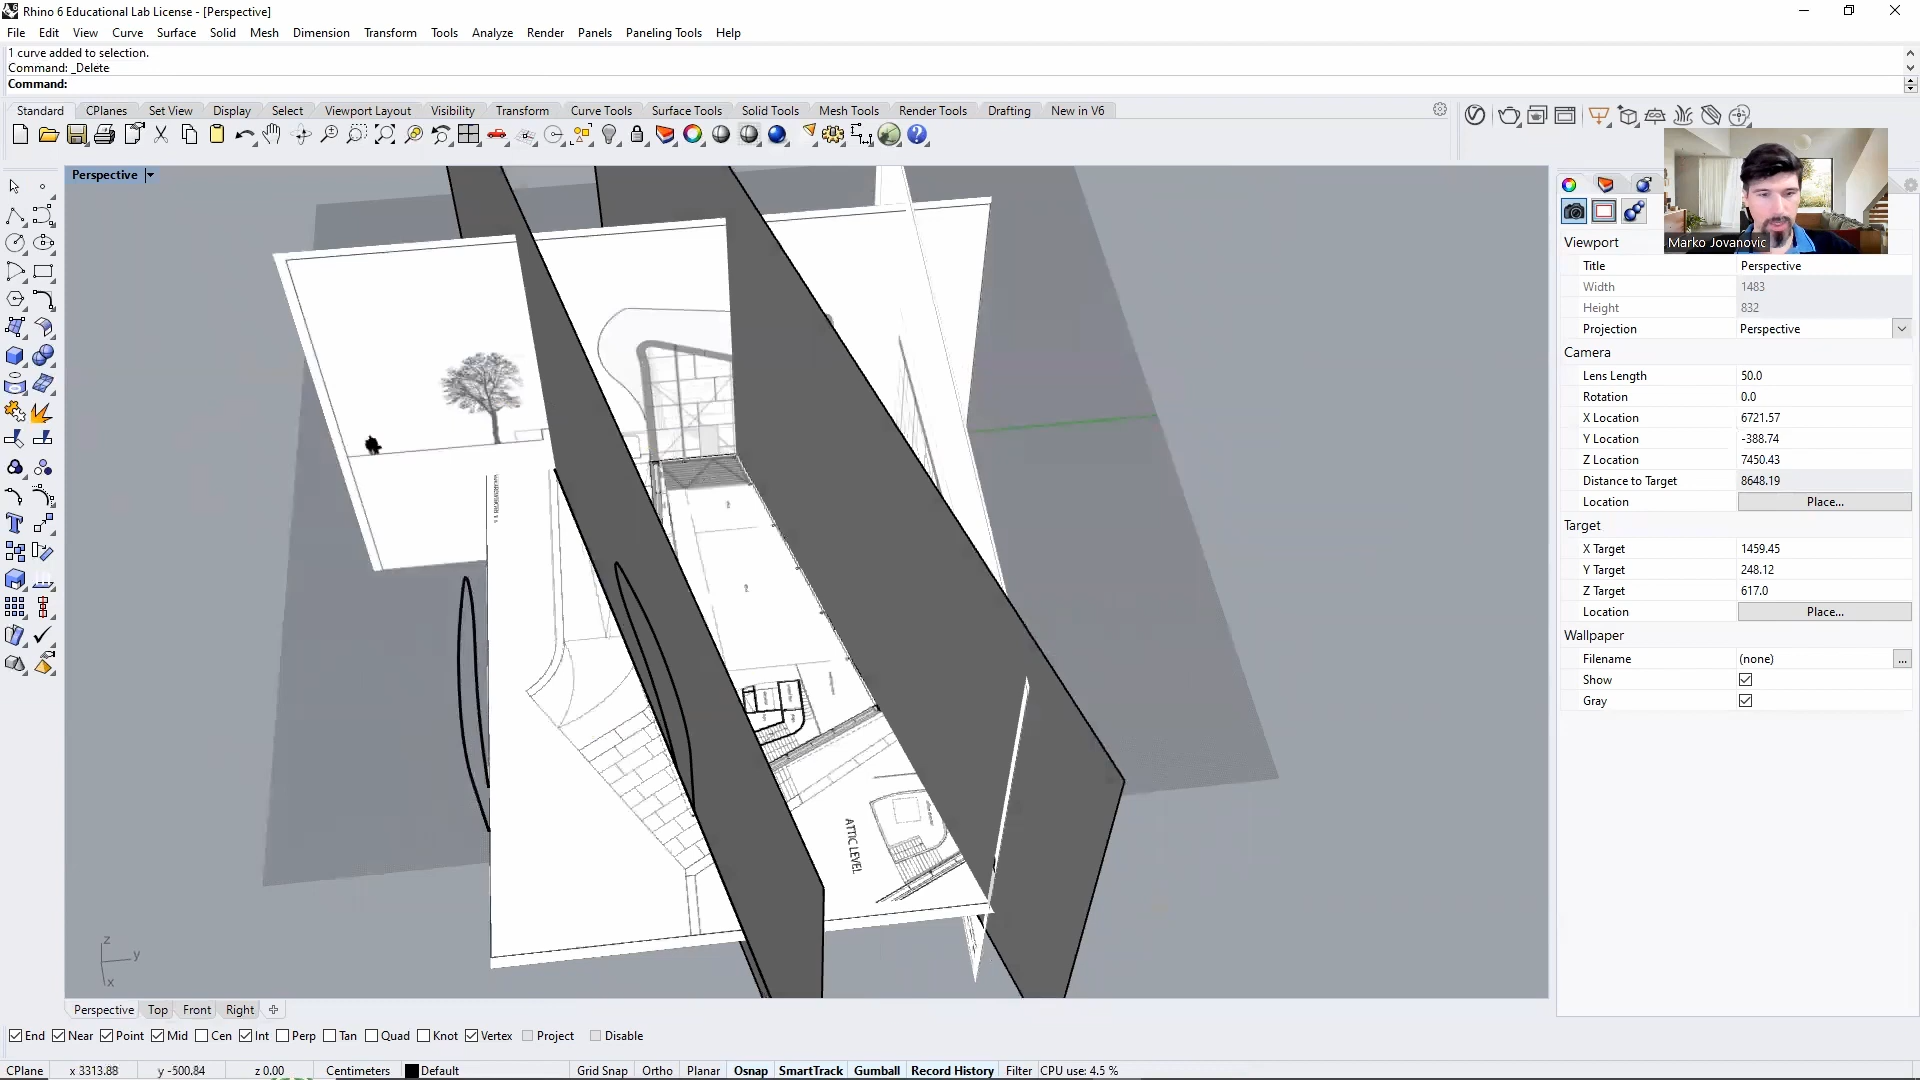 Rhino 6 Educational Lab License - [Perspective]
File Edit View Curve Surface Solid Mesh Dimension Transform Tools Analyze Render Panels Paneling Tools Help
1 curve added to selection.
Command: _Delete
Command:
Standard CPlanes Set View Display Select Viewport Layout Visibility Transform Curve Tools Surface Tools Solid Tools Mesh Tools Render Tools Drafting New in V6
Perspective
Marko Jovanovic
Viewport
Title Perspective
Width 1483
Height 832
Projection Perspective
Camera
Lens Length 50.0
Rotation 0.0
X Location 6721.57
Y Location -388.74
Z Location 7450.43
Distance to Target 8648.19
Location Place...
Target
X Target 1459.45
Y Target 248.12
Z Target 617.0
Location Place...
Wallpaper
Filename (none) ...
Show
Gray
ATTIC LEVEL
z
y
x
Perspective Top Front Right
End Near Point Mid Cen Int Perp Tan Quad Knot Vertex Project Disable
CPlane x 3313.88 y -500.84 z 0.00 Centimeters Default Grid Snap Ortho Planar Osnap SmartTrack Gumball Record History Filter CPU use: 4.5 %